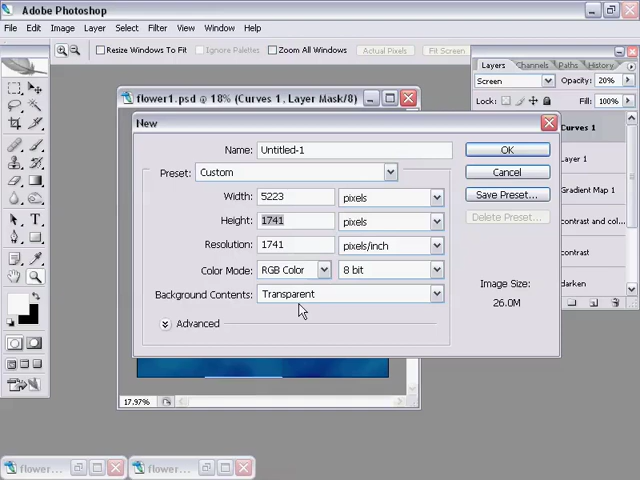 Adobe Photoshop
File Edit Image Layer Select Filter View Window Help
Resize Windows To Fit Ignore Palettes Zoom All Windows Actual Pixels Fit Screen
Layers Channels Paths History
Screen Opacity: 20%
Lock: Fill: 100%
flower1.psd @ 18% (Curves 1, Layer Mask/8)
New
Curves 1
Name: Untitled-1 OK
Layer 1
Preset: Custom Cancel
Width: 5223 pixels Save Preset...
Gradient Map 1
Height: 1741 pixels Delete Preset...
contrast and co...
Resolution: 1741 pixels/inch
Color Mode: RGB Color 8 bit
Image Size:
Background Contents: Transparent
26.0M
Advanced
17.97%
flower... flower...